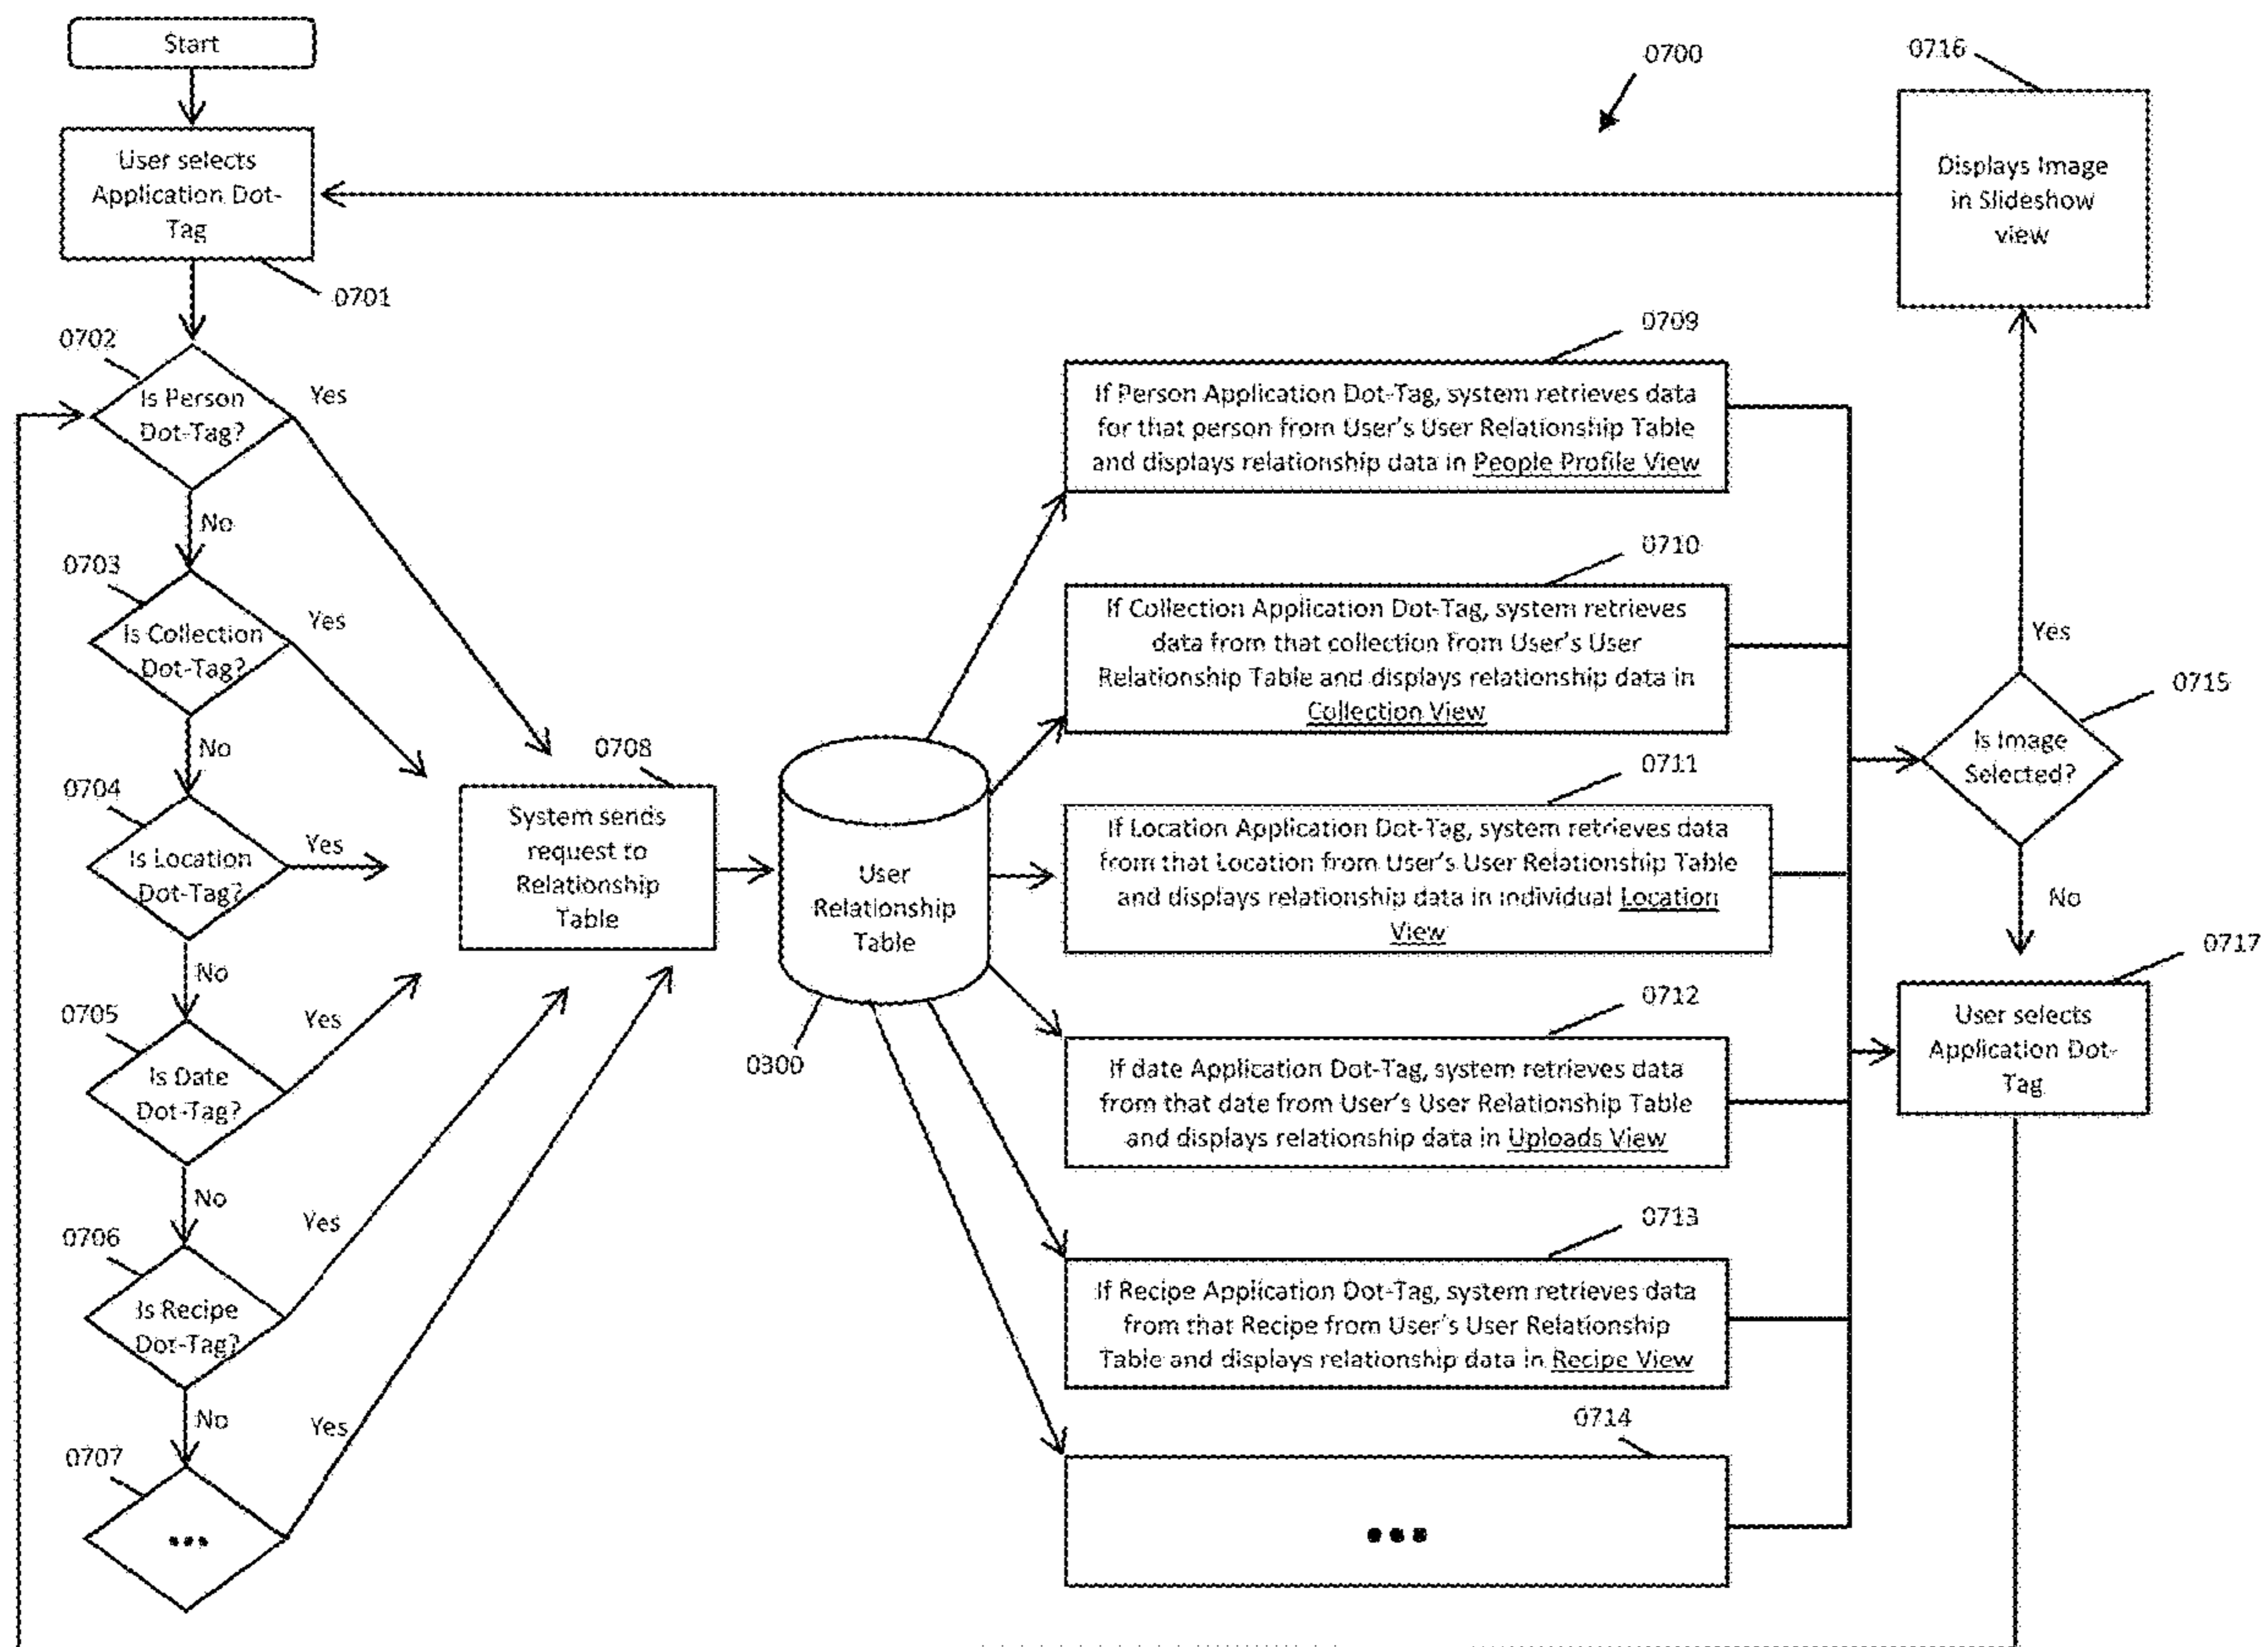 Start
0700
0716
User selects
Application Dot-
Tag
Displays Image
in Slideshow
view
0701
0702
Is Person
Dot-Tag?
Yes
No
0703
Is Collection
Dot-Tag?
Yes
No
0704
Is Location
Dot-Tag?
Yes
No
0705
Is Date
Dot-Tag?
Yes
No
0706
Is Recipe
Dot-Tag?
Yes
No
0707
•••
Yes
0708
System sends
request to
Relationship
Table
User
Relationship
Table
0300
0709
If Person Application Dot-Tag, system retrieves data
for that person from User's User Relationship Table
and displays relationship data in People Profile View
0710
If Collection Application Dot-Tag, system retrieves
data from that collection from User's User
Relationship Table and displays relationship data in
Collection View
0711
If Location Application Dot-Tag, system retrieves data
from that Location from User's User Relationship Table
and displays relationship data in individual Location
View
0712
If date Application Dot-Tag, system retrieves data
from that date from User's User Relationship Table
and displays relationship data in Uploads View
0713
If Recipe Application Dot-Tag, system retrieves data
from that Recipe from User's User Relationship
Table and displays relationship data in Recipe View
0714
•••
Yes
0715
Is Image
Selected?
No
0717
User selects
Application Dot-
Tag